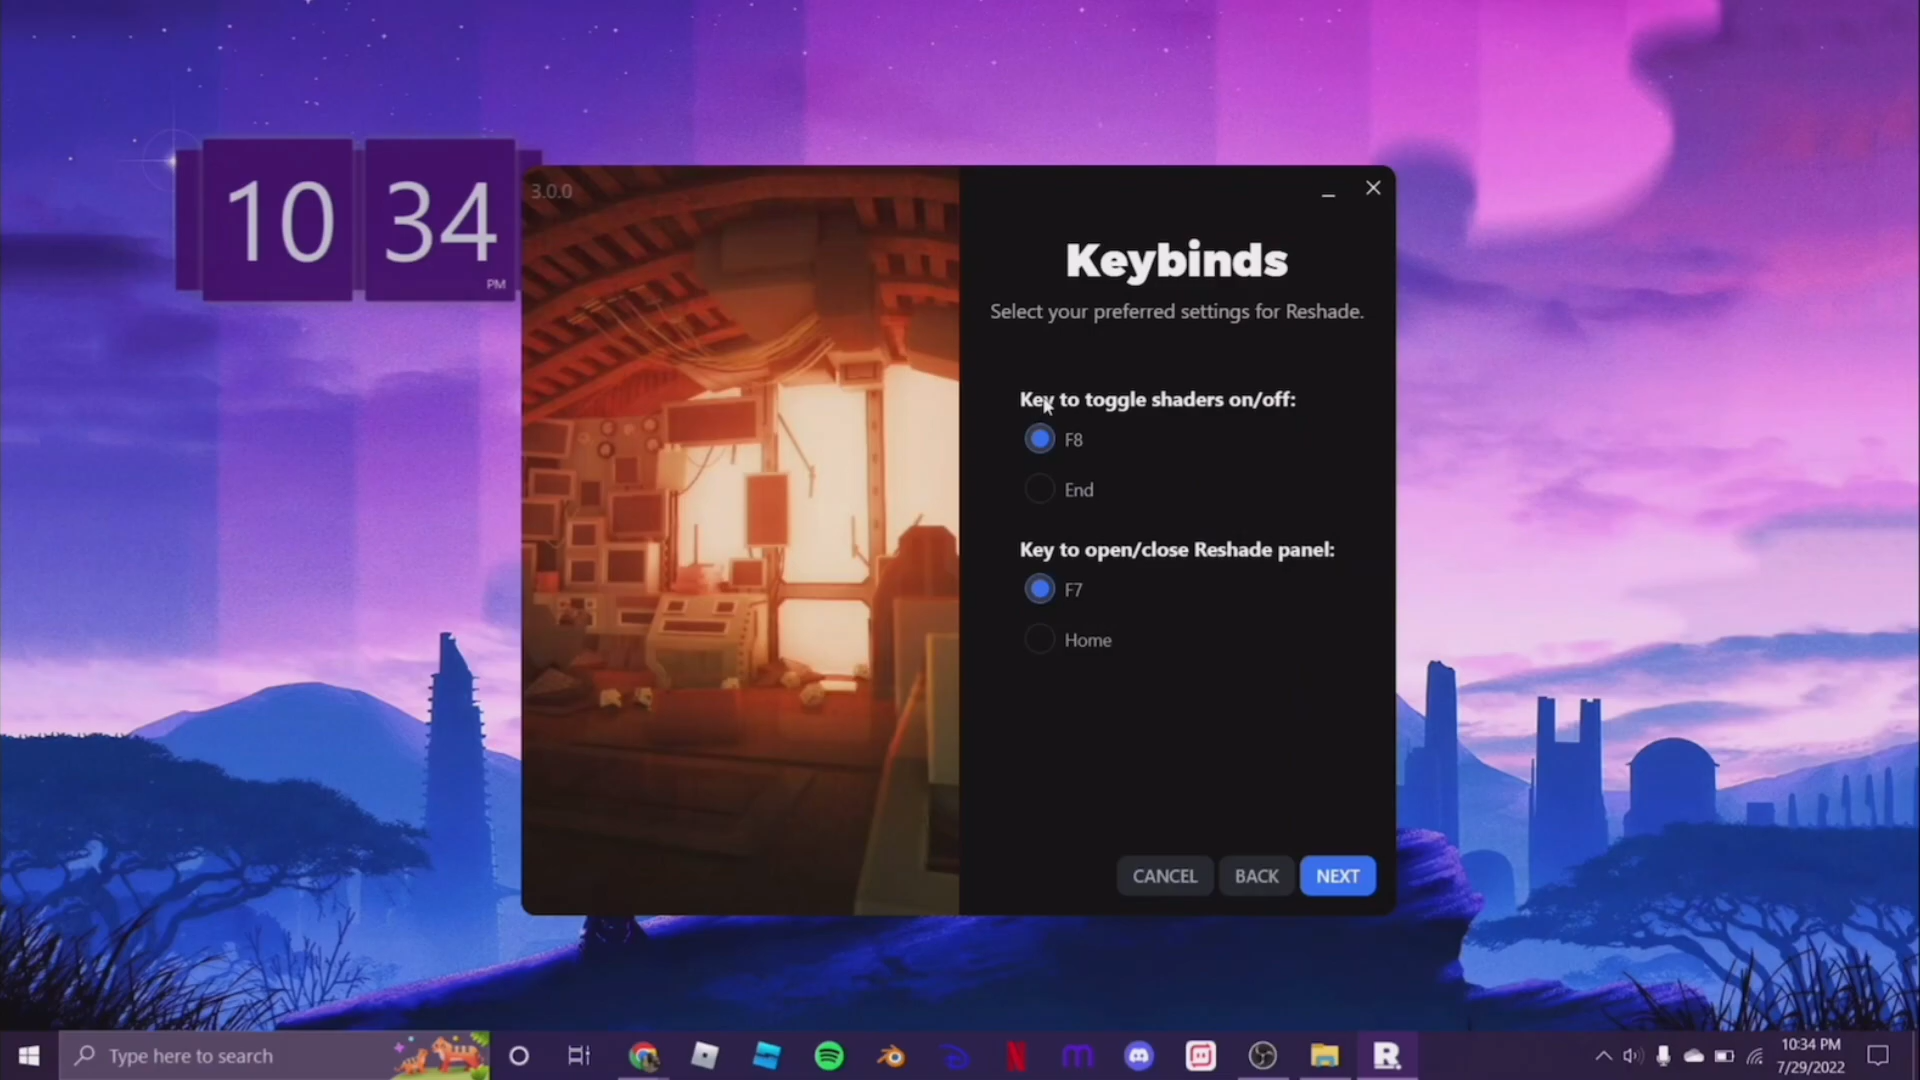 10 34
PM
3.0.0
Keybinds
Select your preferred settings for Reshade.
Key to toggle shaders on/off:
F8
End
Key to open/close Reshade panel:
F7
Home
CANCEL BACK NEXT
Type here to search
10:34 PM
7/29/2022